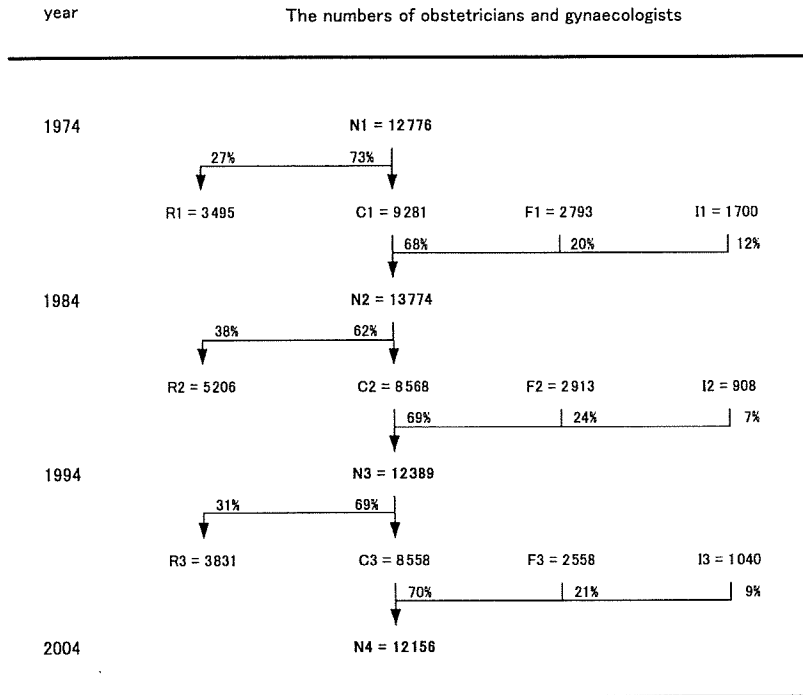 year The numbers of obstetricians and gynaecologists
1974 N1 = 12776
27% 73%
R1 = 3495 C1 = 9281 F1 = 2793 I1 = 1700
68% 20% 12%
1984 N2 = 13774
38% 62%
R2 = 5206 C2 = 8568 F2 = 2913 I2 = 908
69% 24% 7%
1994 N3 = 12389
31% 69%
R3 = 3831 C3 = 8558 F3 = 2558 I3 = 1040
70% 21% 9%
2004 N4 = 12156